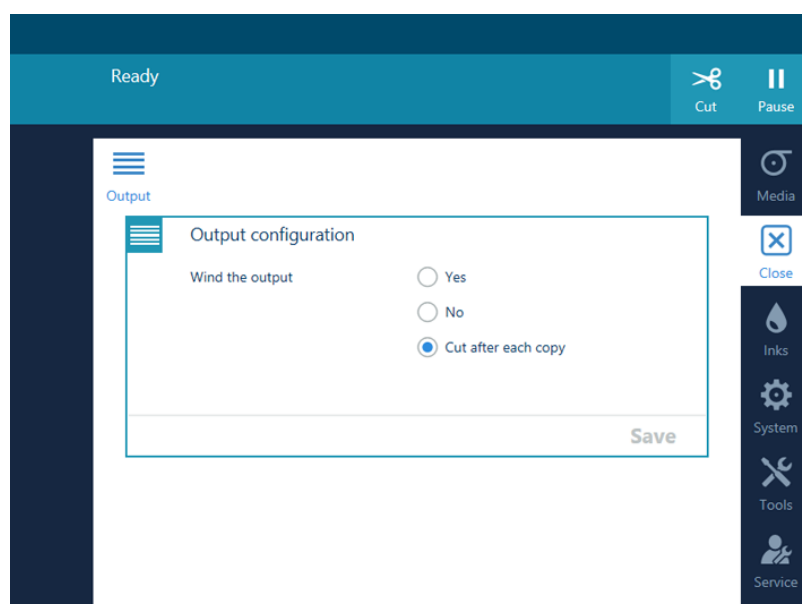 Ready
Cut
Pause
Output
Media
Output configuration
Wind the output
Yes
Close
No
Cut after each copy
Inks
Save
System
Tools
Service